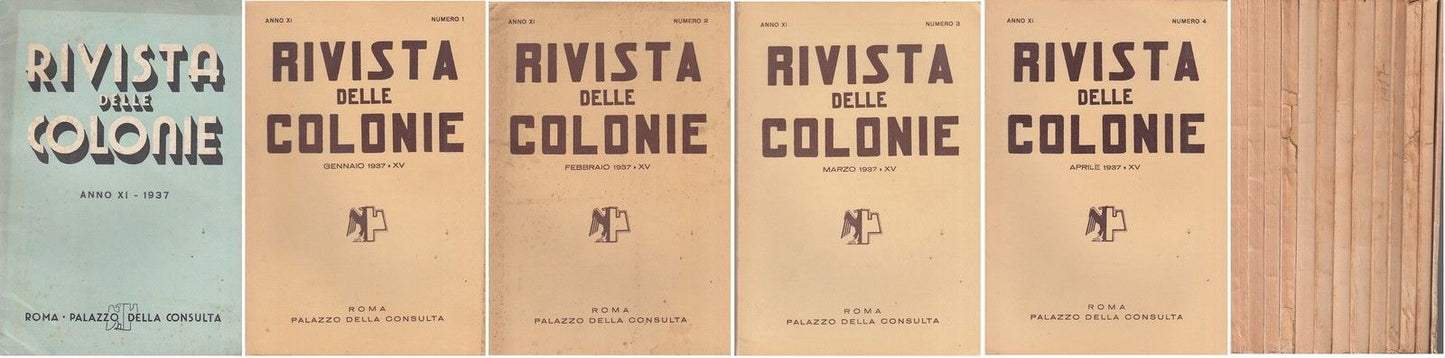 RIVISTA
DELLE
COLONIE
ANNO XI - 1937
ROMA · PALAZZO DELLA CONSULTA
ANNO XI NUMERO 1
RIVISTA
DELLE
COLONIE
GENNAIO 1937 • XV
ROMA
PALAZZO DELLA CONSULTA
ANNO XI NUMERO 2
RIVISTA
DELLE
COLONIE
FEBBRAIO 1937 • XV
ROMA
PALAZZO DELLA CONSULTA
ANNO XI NUMERO 3
RIVISTA
DELLE
COLONIE
MARZO 1937 • XV
ROMA
PALAZZO DELLA CONSULTA
ANNO XI NUMERO 4
RIVISTA
DELLE
COLONIE
APRILE 1937 • XV
ROMA
PALAZZO DELLA CONSULTA